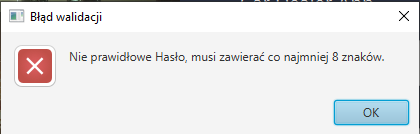 Błąd walidacji
Nie prawidłowe Hasło, musi zawierać co najmniej 8 znaków.
OK